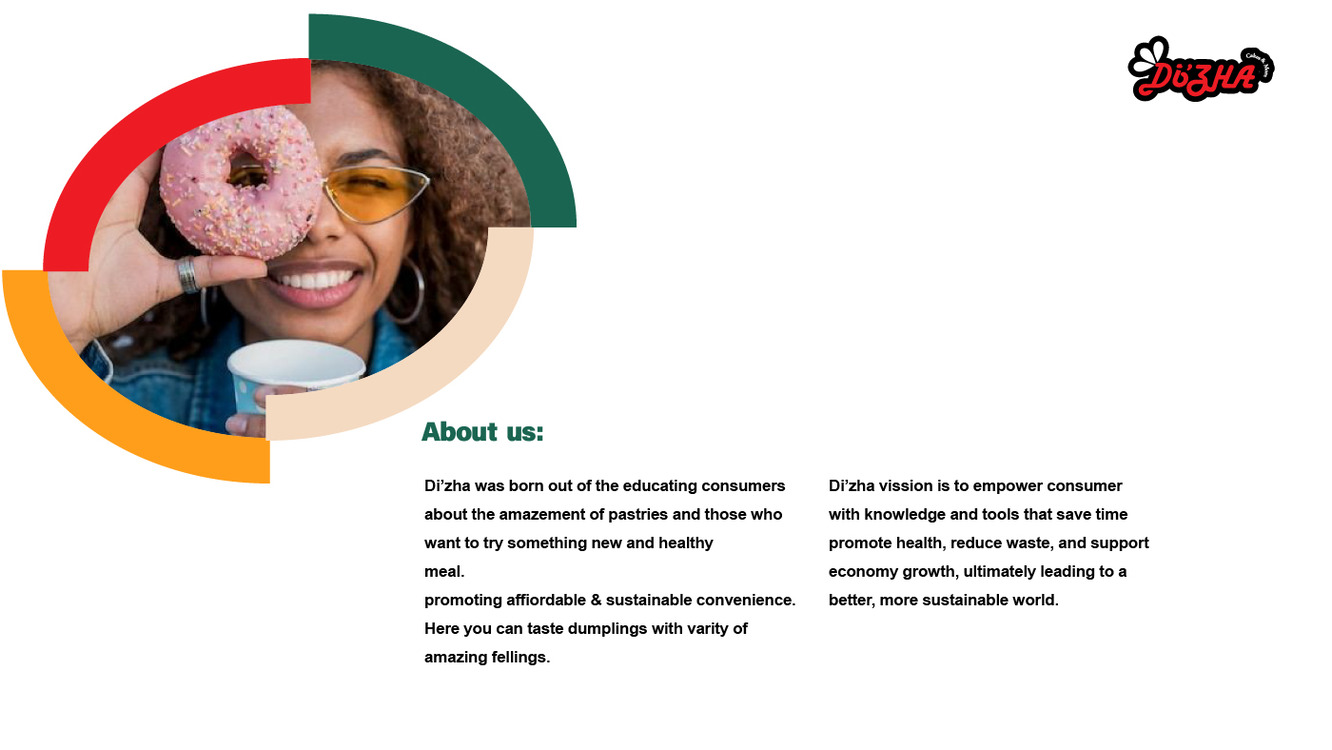 Di'ZHA
About us:
Di’zha was born out of the educating consumers
about the amazement of pastries and those who
want to try something new and healthy
meal.
promoting affiordable & sustainable convenience.
Here you can taste dumplings with varity of
amazing fellings.
Di’zha vission is to empower consumer
with knowledge and tools that save time
promote health, reduce waste, and support
economy growth, ultimately leading to a
better, more sustainable world.